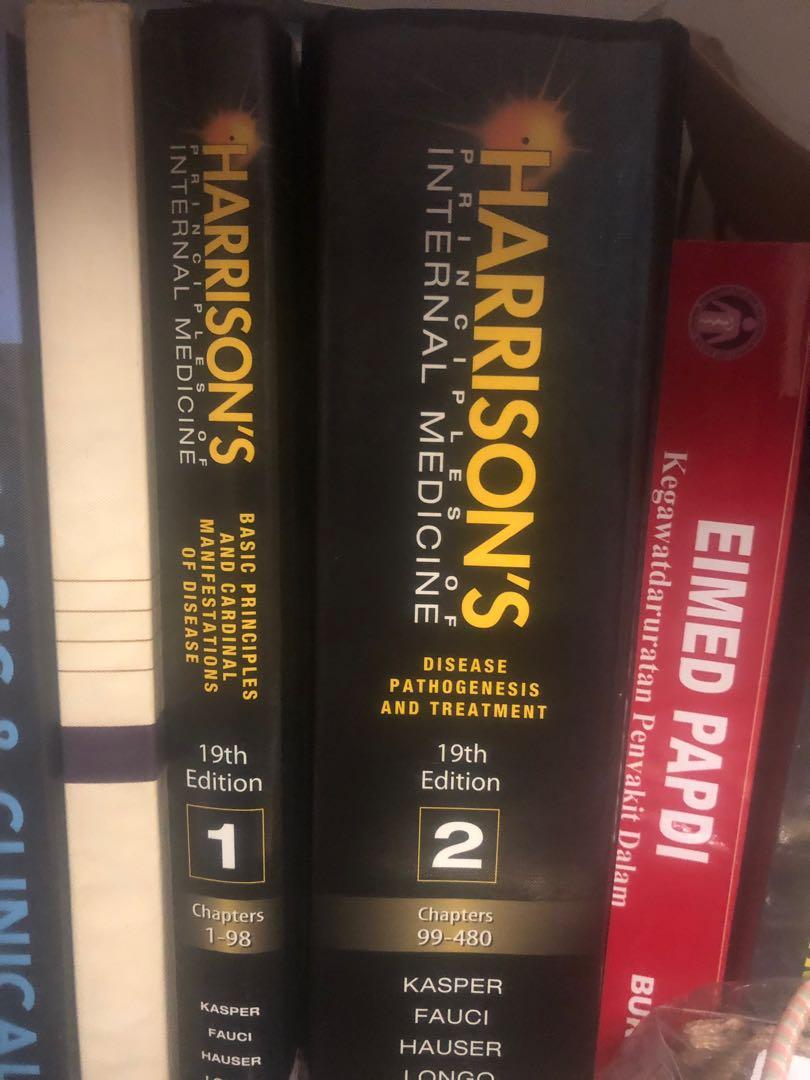 & CLINICAL
HARRISON'S
PRINCIPLES OF
INTERNAL MEDICINE
BASIC PRINCIPLES
AND CARDINAL
MANIFESTATIONS
OF DISEASE
19th
Edition
1
Chapters
1-98
KASPER
FAUCI
HAUSER
HARRISON'S
PRINCIPLES OF
INTERNAL MEDICINE
DISEASE
PATHOGENESIS
AND TREATMENT
19th
Edition
2
Chapters
99-480
KASPER
FAUCI
HAUSER
LONGO
EIMED PAPDI
Kegawatdaruratan Penyakit Dalam